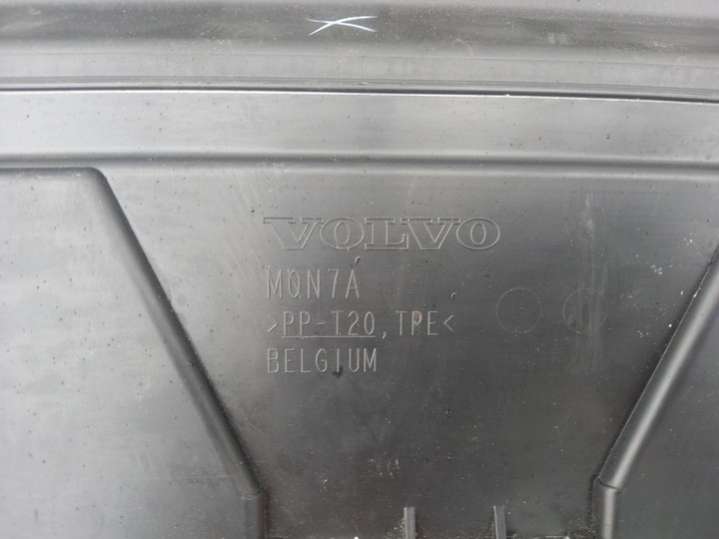 VOLVO
MQN7A
>PP-T20,TPE<
BELGIUM